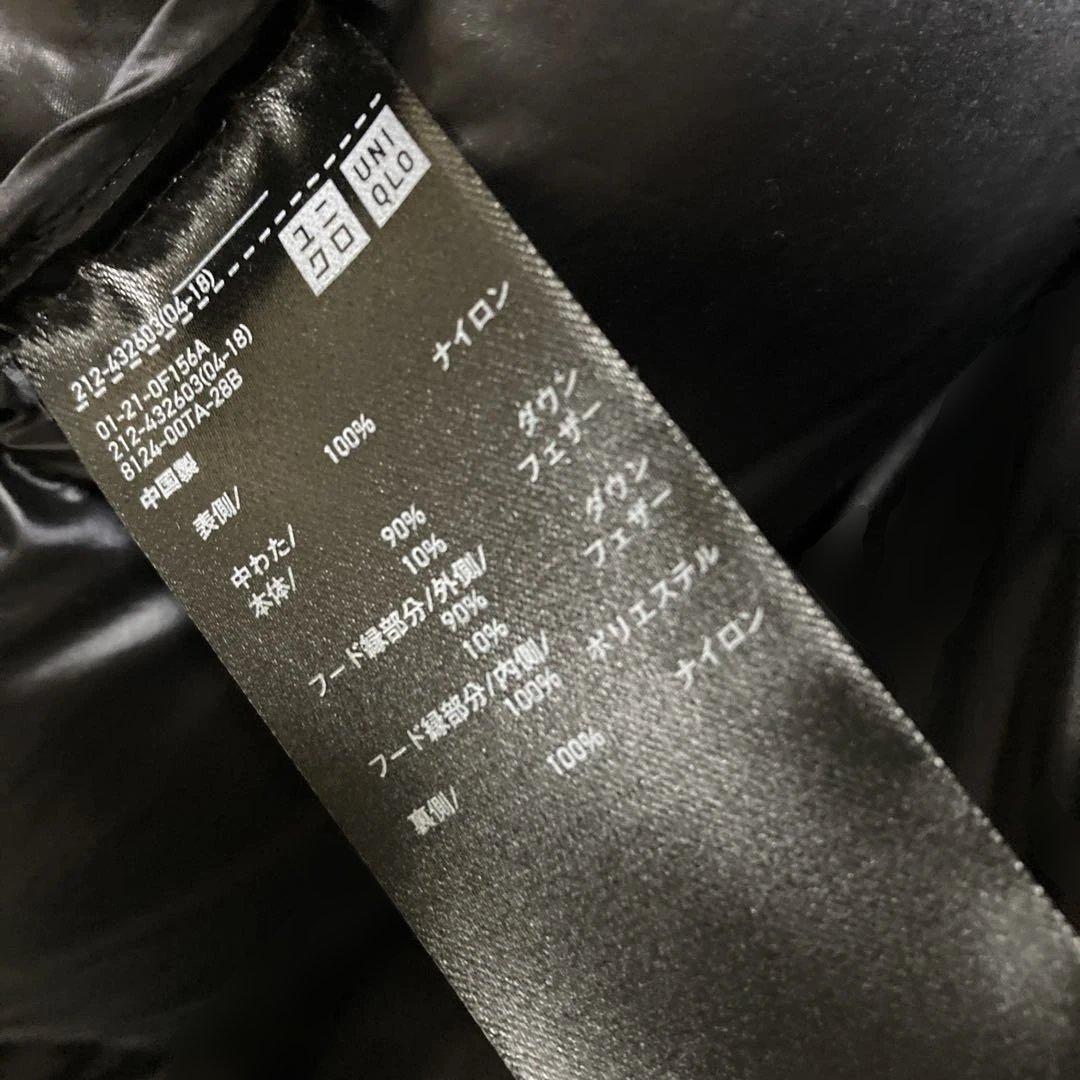 ユニクロ
UNIQLO
212-432603(04-18)
01-21-0F156A
212-432603(04-18)
8124-00TA-28B
中国製
表側/
100% ナイロン
中わた/
本体/
90% ダウン
10% フェザー
フード縁部分/外側/
90% ダウン
10% フェザー
フード縁部分/内側/
100% ポリエステル
裏側/
100% ナイロン